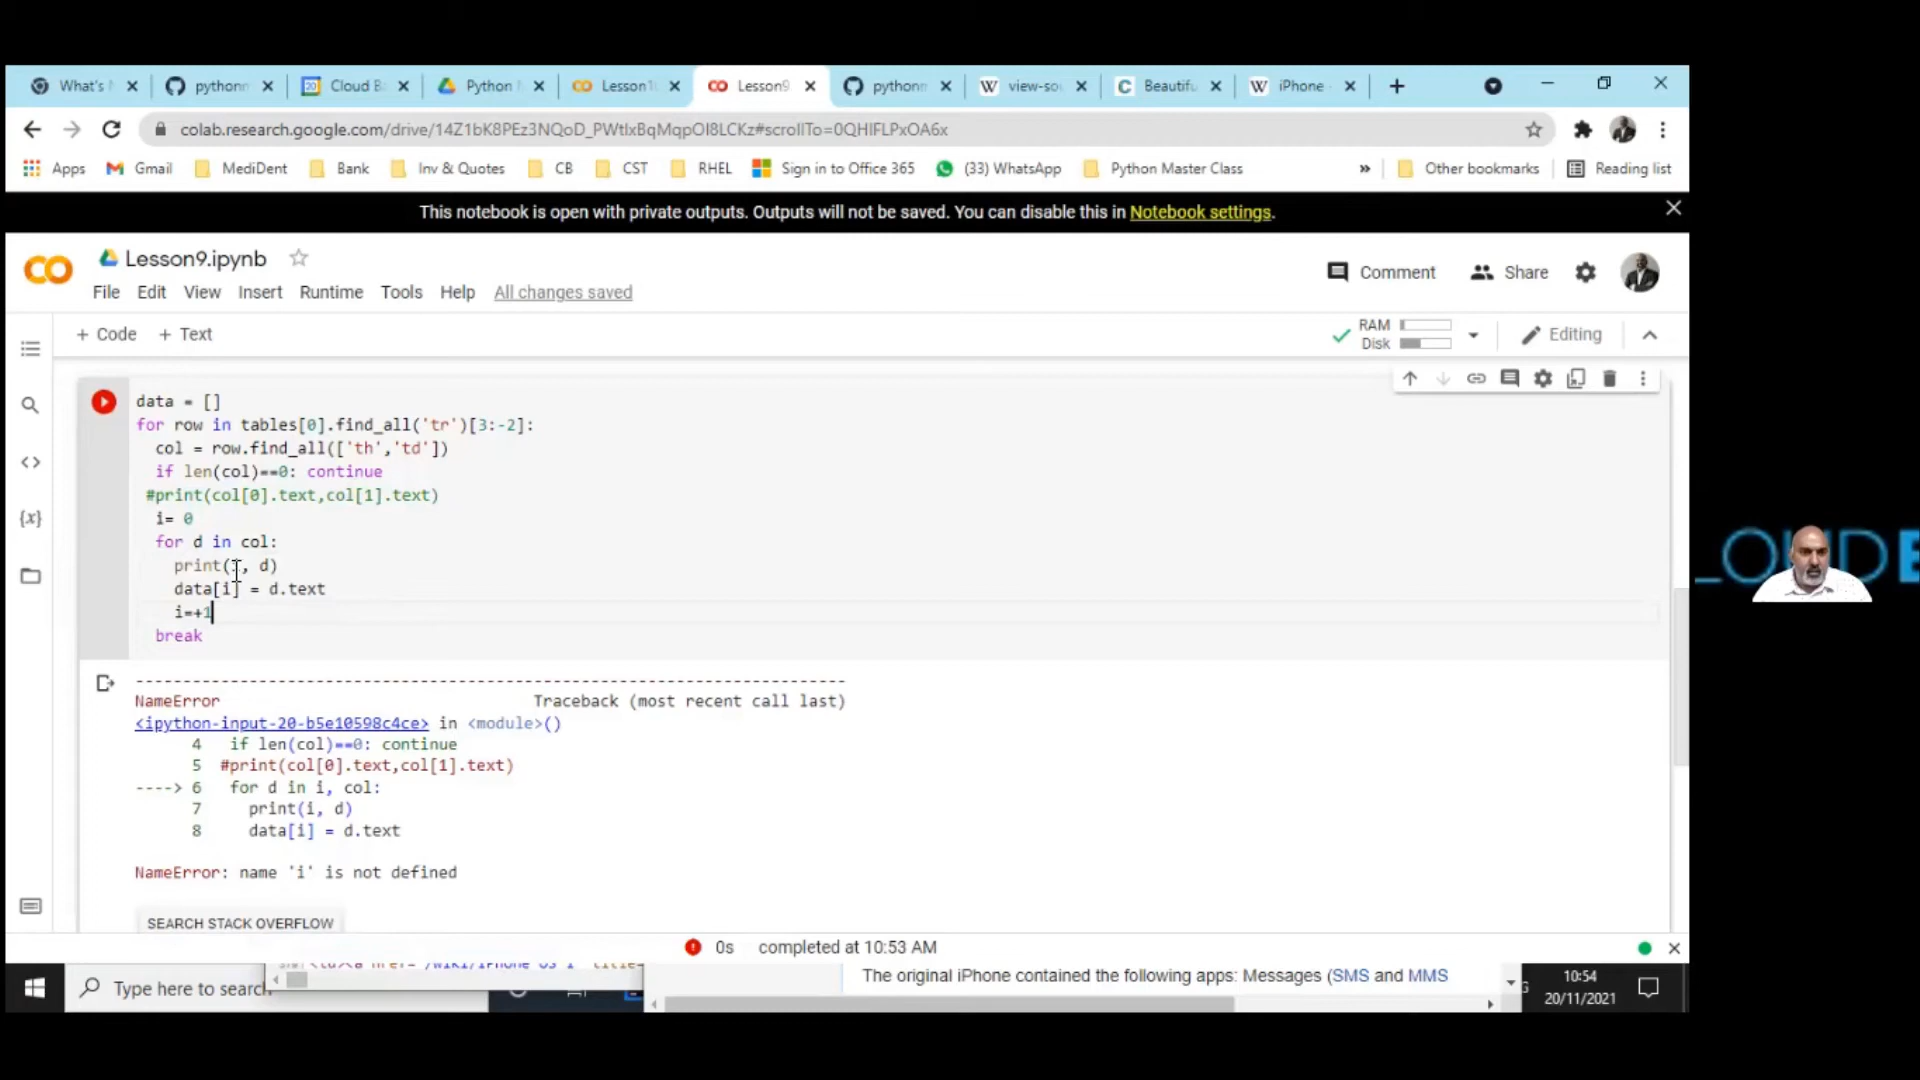 What's
pythonn
Cloud B
Python
Lesson1
Lesson9
pythonn
view-so
Beautifu
iPhone
colab.research.google.com/drive/14Z1bK8PEz3NQoD_PWtlxBqMqpOI8LCKz#scrollTo=0QHIFLPxOA6x
Apps
Gmail
MediDent
Bank
Inv & Quotes
CB
CST
RHEL
Sign in to Office 365
(33) WhatsApp
Python Master Class
»
Other bookmarks
Reading list
This notebook is open with private outputs. Outputs will not be saved. You can disable this in Notebook settings.
Lesson9.ipynb
Comment
Share
File Edit View Insert Runtime Tools Help All changes saved
+ Code + Text
RAM
Disk
Editing
data = []
for row in tables[0].find_all('tr')[3:-2]:
col = row.find_all(['th','td'])
if len(col)==0: continue
#print(col[0].text,col[1].text)
i= 0
for d in col:
print(i, d)
data[i] = d.text
i=+1
break
---------------------------------------------------------------------------
NameError Traceback (most recent call last)
<ipython-input-20-b5e10598c4ce> in <module>()
4 if len(col)==0: continue
5 #print(col[0].text,col[1].text)
----> 6 for d in i, col:
7 print(i, d)
8 data[i] = d.text
NameError: name 'i' is not defined
SEARCH STACK OVERFLOW
0s completed at 10:53 AM
The original iPhone contained the following apps: Messages (SMS and MMS
Type here to search
10:54
20/11/2021
LOUD